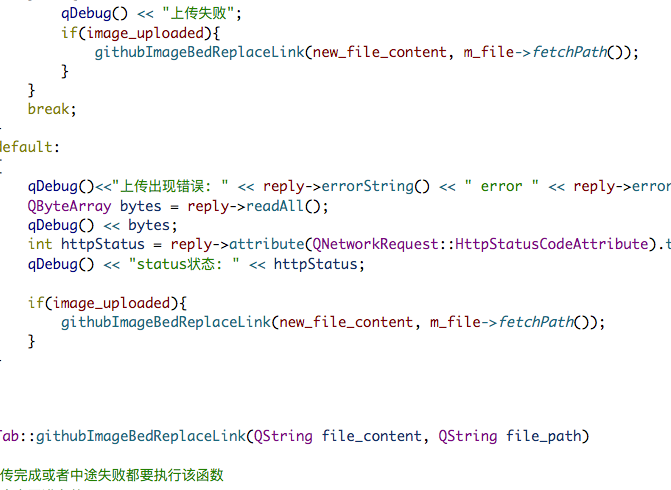 qDebug() << "上传失败";
if(image_uploaded){
githubImageBedReplaceLink(new_file_content, m_file->fetchPath());
}
}
break;
default:
qDebug()<<"上传出现错误: " << reply->errorString() << " error " << reply->error
QByteArray bytes = reply->readAll();
qDebug() << bytes;
int httpStatus = reply->attribute(QNetworkRequest::HttpStatusCodeAttribute).t
qDebug() << "status状态: " << httpStatus;
if(image_uploaded){
githubImageBedReplaceLink(new_file_content, m_file->fetchPath());
}
Tab::githubImageBedReplaceLink(QString file_content, QString file_path)
传完成或者中途失败都要执行该函数